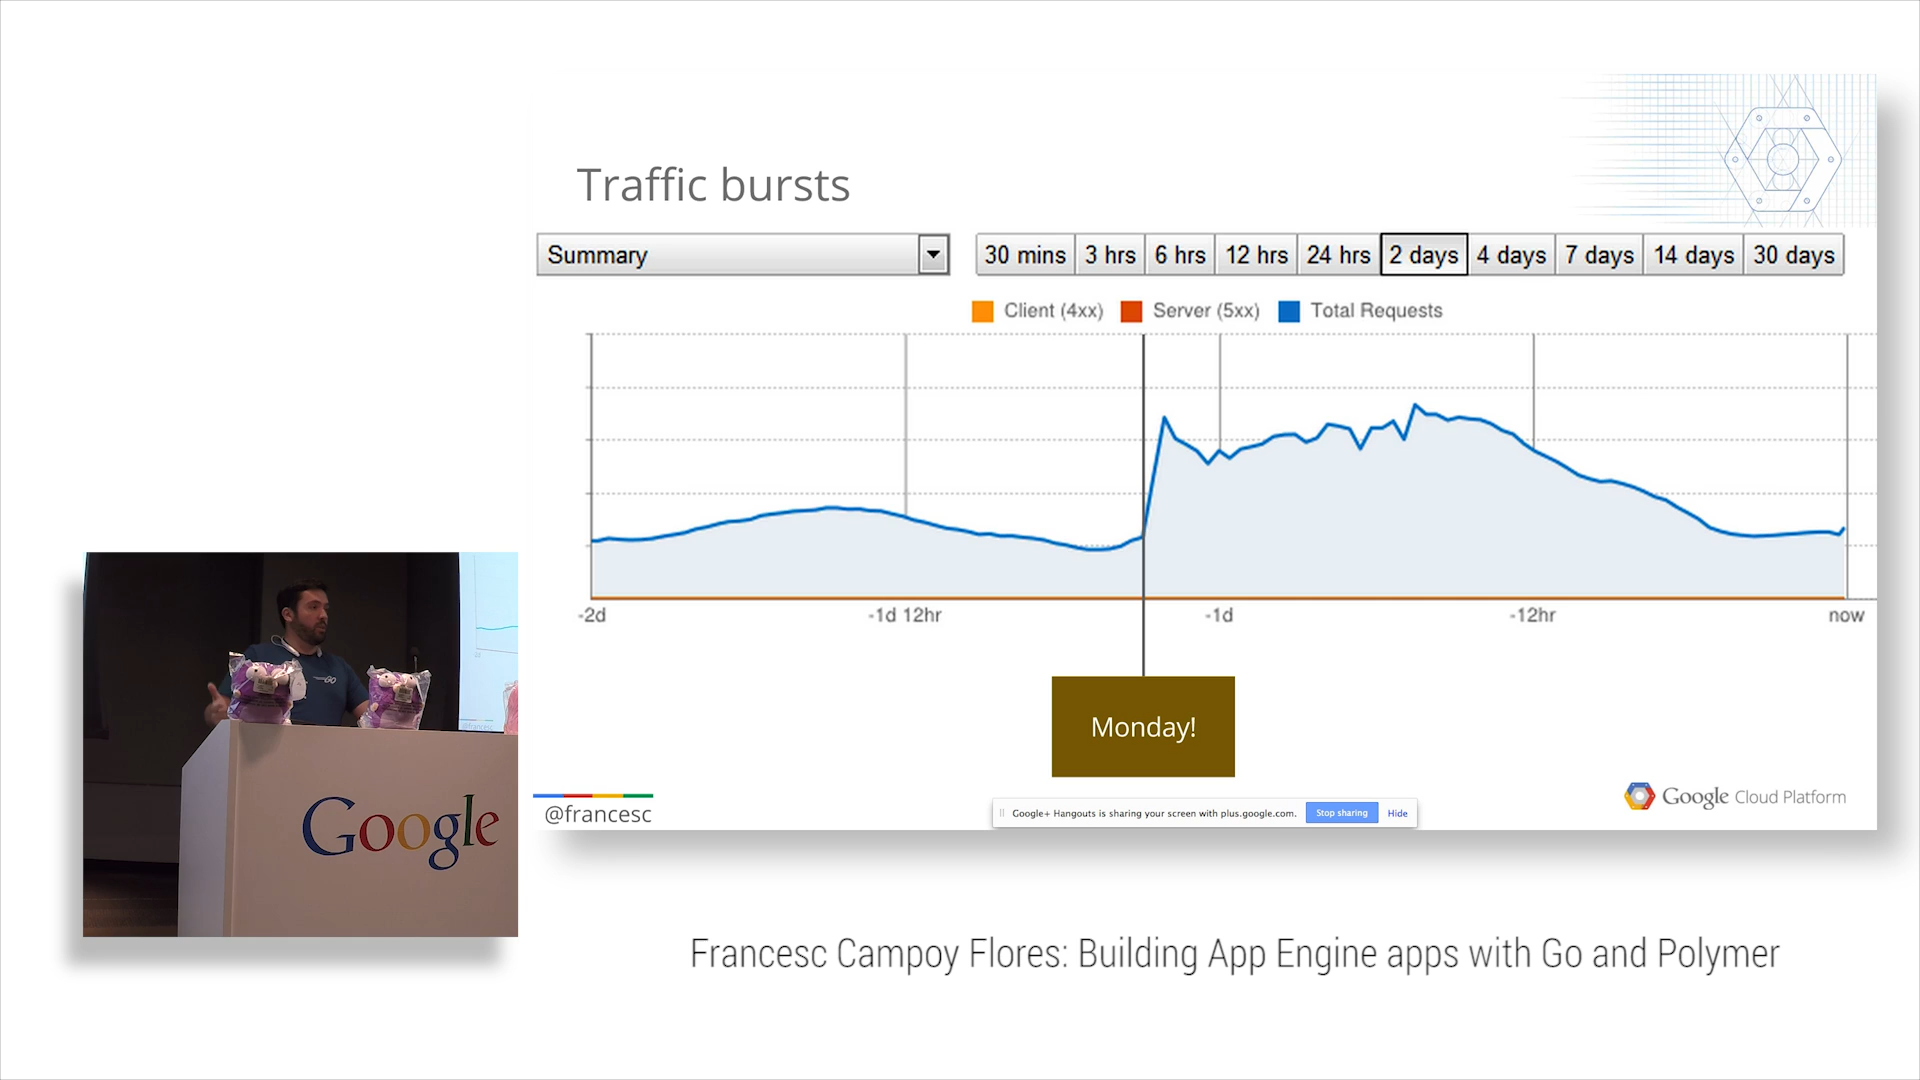 Traffic bursts
Summary
30 mins 3 hrs 6 hrs 12 hrs 24 hrs 2 days 4 days 7 days 14 days 30 days
Client (4xx) Server (5xx) Total Requests
-2d -1d 12hr -1d -12hr now
Monday!
@francesc
Google+ Hangouts is sharing your screen with plus.google.com. Stop sharing Hide
Google Cloud Platform
GO
Google
Francesc Campoy Flores: Building App Engine apps with Go and Polymer